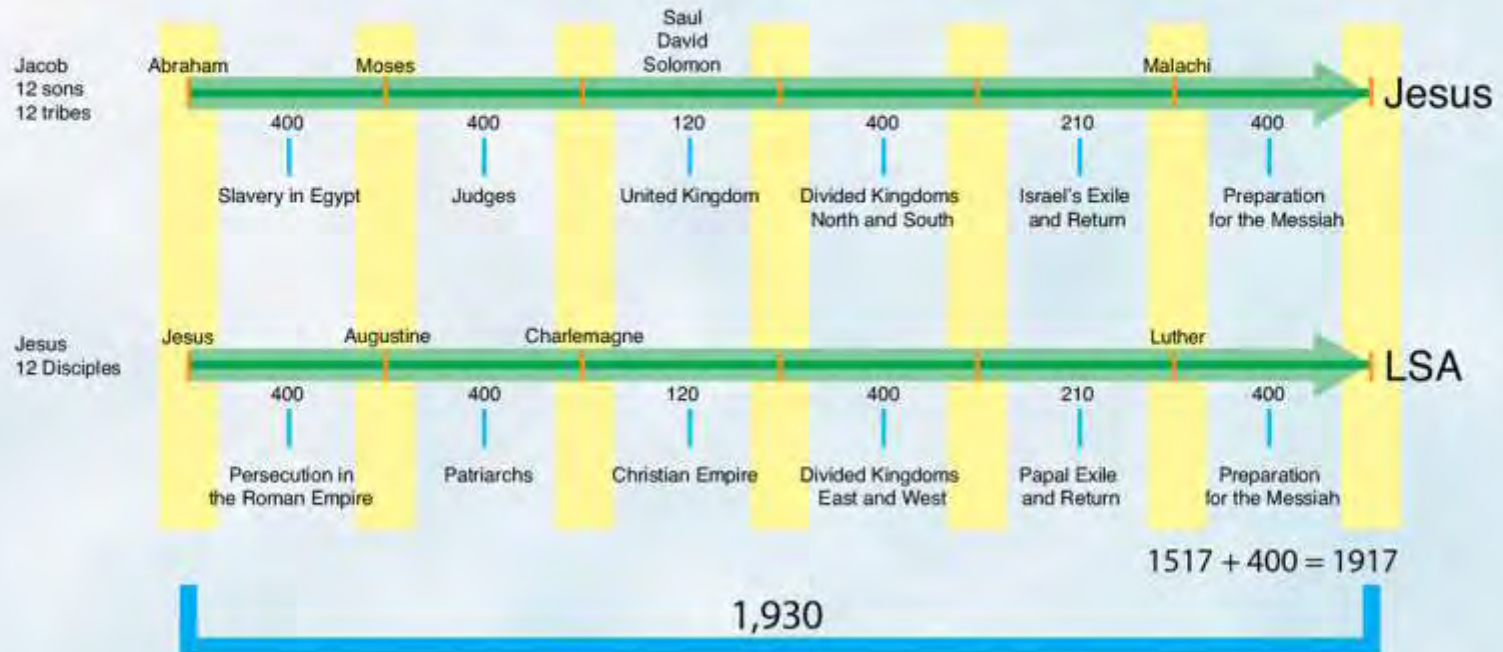 Saul
David
Solomon
Jacob
12 sons
12 tribes
Abraham
Moses
Malachi
Jesus
400
400
120
400
210
400
Slavery in Egypt
Judges
United Kingdom
Divided Kingdoms
North and South
Israel's Exile
and Return
Preparation
for the Messiah
Jesus
12 Disciples
Jesus
Augustine
Charlemagne
Luther
LSA
400
400
120
400
210
400
Persecution in
the Roman Empire
Patriarchs
Christian Empire
Divided Kingdoms
East and West
Papal Exile
and Return
Preparation
for the Messiah
1517 + 400 = 1917
1,930